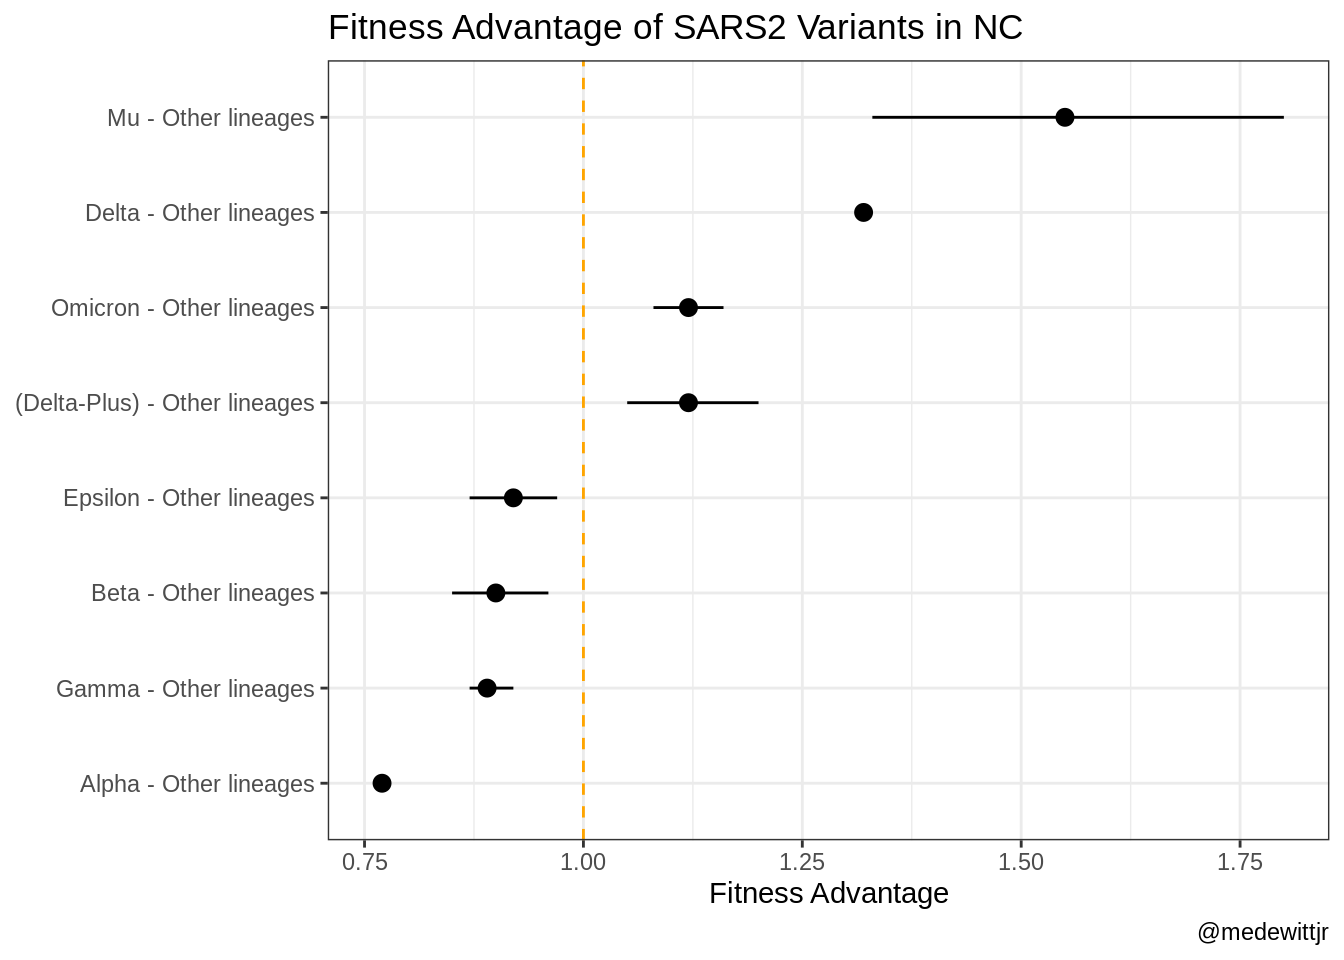 Fitness Advantage of SARS2 Variants in NC
Mu - Other lineages
Delta - Other lineages
Omicron - Other lineages
(Delta-Plus) - Other lineages
Epsilon - Other lineages
Beta - Other lineages
Gamma - Other lineages
Alpha - Other lineages
0.75 1.00 1.25 1.50 1.75
Fitness Advantage
@medewittjr